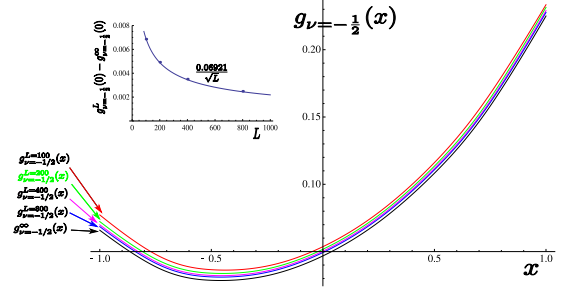 g_{ν=-1/2}(x)
0.008
0.006
0.004
0.002
g^L_{ν=-1/2}(0) - g^∞_{ν=-1/2}(0)
0.06921
√L
0 200 400 600 800 1000
L
0.20
0.15
0.10
g^{L=100}_{ν=-1/2}(x)
g^{L=200}_{ν=-1/2}(x)
g^{L=400}_{ν=-1/2}(x)
g^{L=800}_{ν=-1/2}(x)
g^∞_{ν=-1/2}(x)
-1.0 -0.5 0.0 0.5 1.0
x